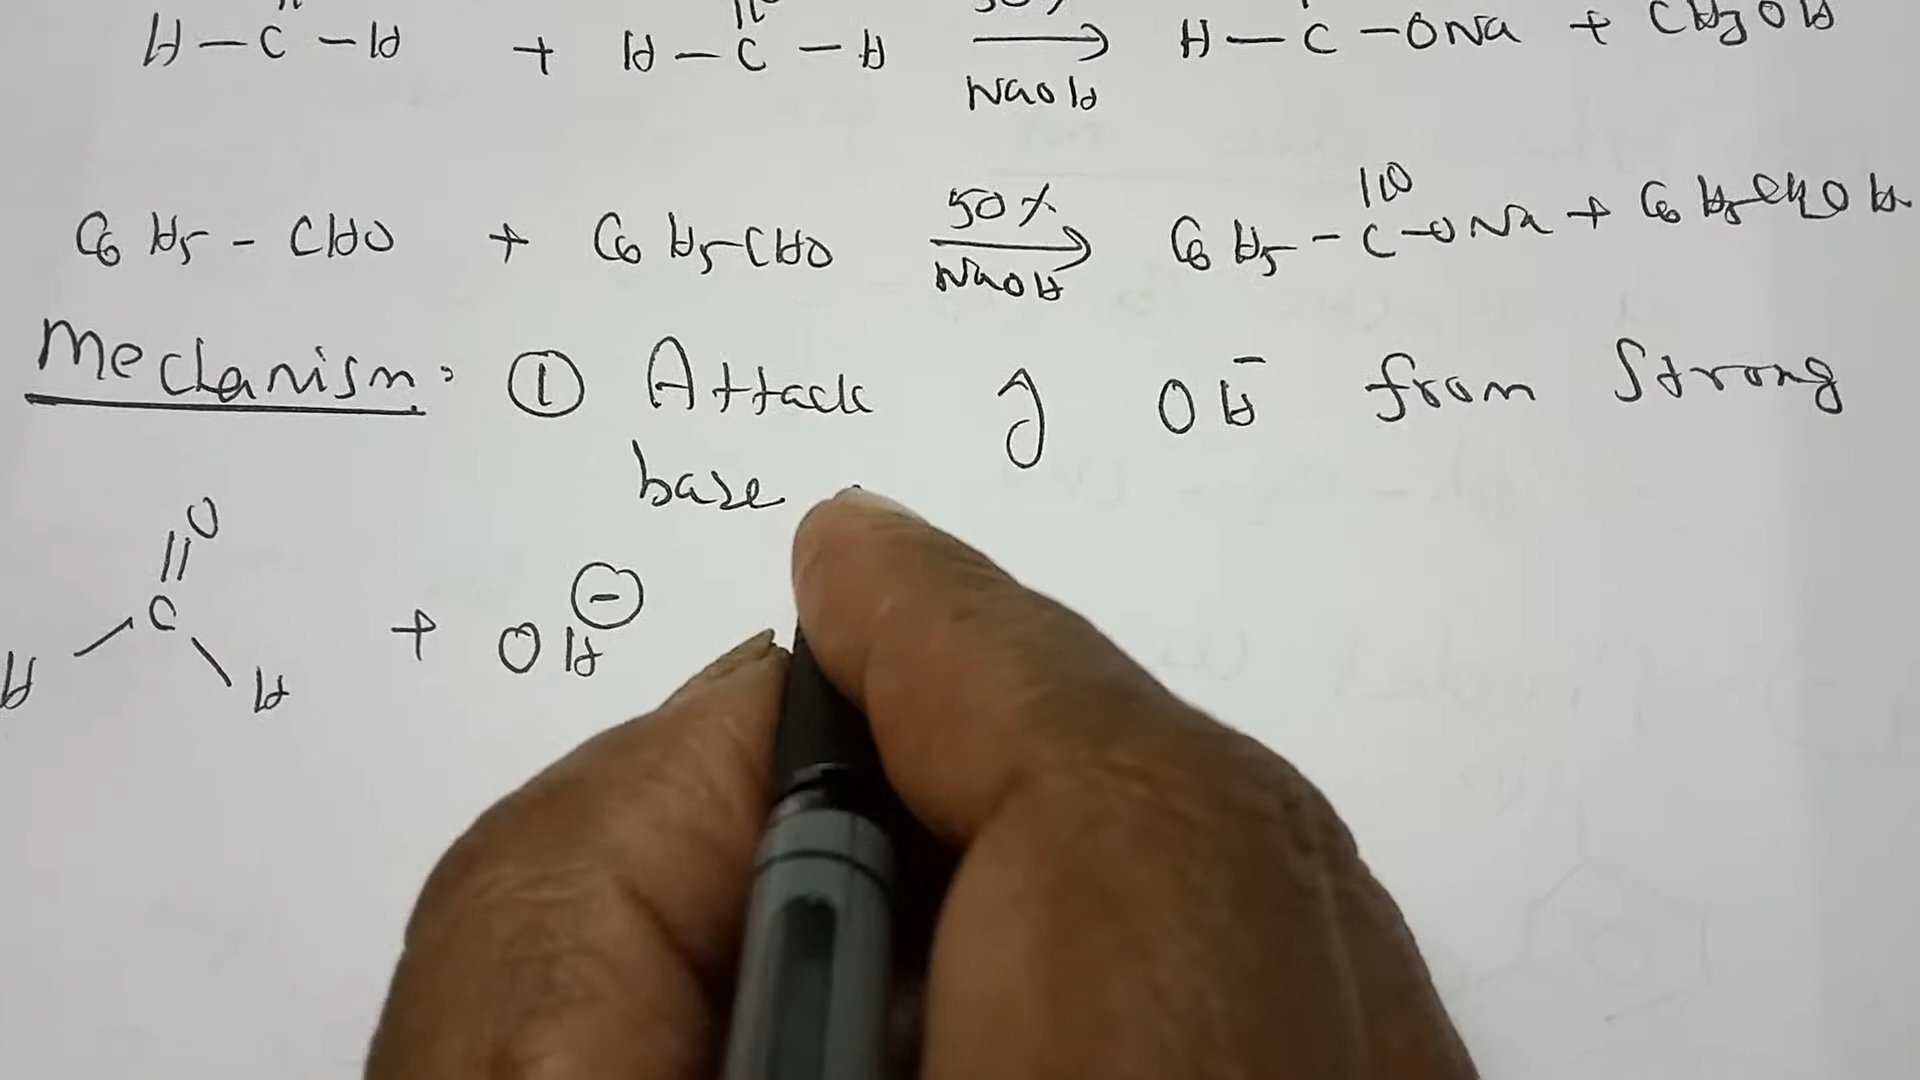 H – C – H + H – C – H → H – C – ONa + CH3OH
NaOH
50 %
C6H5 – CHO + C6H5–CHO → C6H5 – C – ONa + C6H5CH2OH
NaOH
Mechanism: ① Attack of OH⁻ from strong
base
O
C
H H + OH⊖